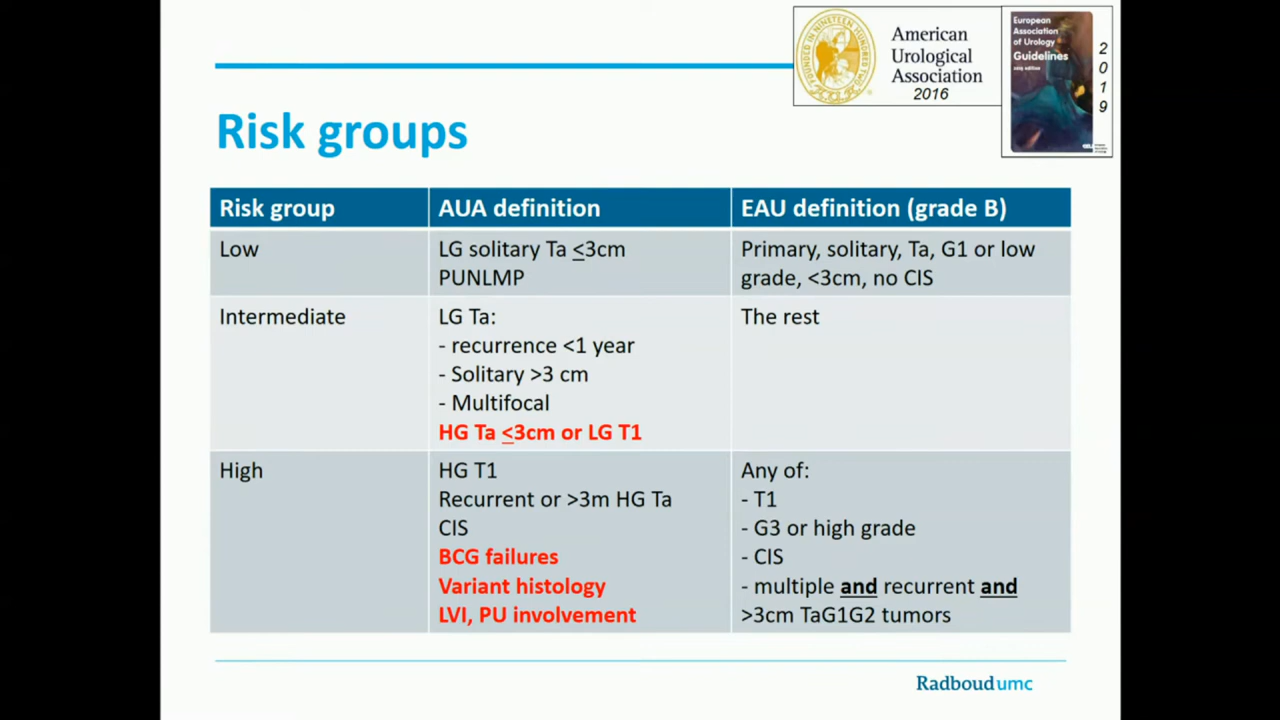 American
Urological
Association
2016
European
Association
of Urology
Guidelines
2019 edition
2
0
1
9
Risk groups
Risk group
AUA definition
EAU definition (grade B)
Low
LG solitary Ta ≤3cm
PUNLMP
Primary, solitary, Ta, G1 or low
grade, <3cm, no CIS
Intermediate
LG Ta:
- recurrence <1 year
- Solitary >3 cm
- Multifocal
HG Ta ≤3cm or LG T1
The rest
High
HG T1
Recurrent or >3m HG Ta
CIS
BCG failures
Variant histology
LVI, PU involvement
Any of:
- T1
- G3 or high grade
- CIS
- multiple and recurrent and
>3cm TaG1G2 tumors
Radboudumc